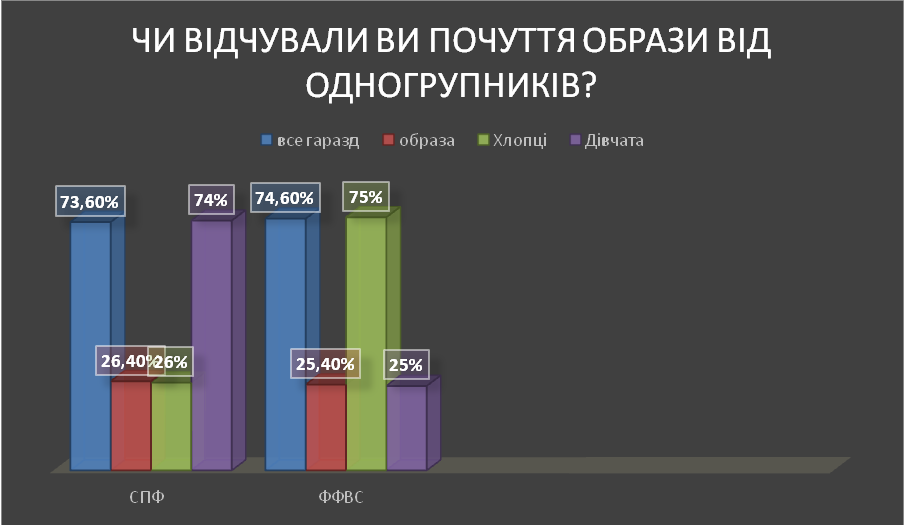 ЧИ ВІДЧУВАЛИ ВИ ПОЧУТТЯ ОБРАЗИ ВІД
ОДНОГРУПНИКІВ?
все гаразд образа Хлопці Дівчата
73,60% 74% 74,60% 75%
26,40% 26% 25,40% 25%
СПФ ФФВС